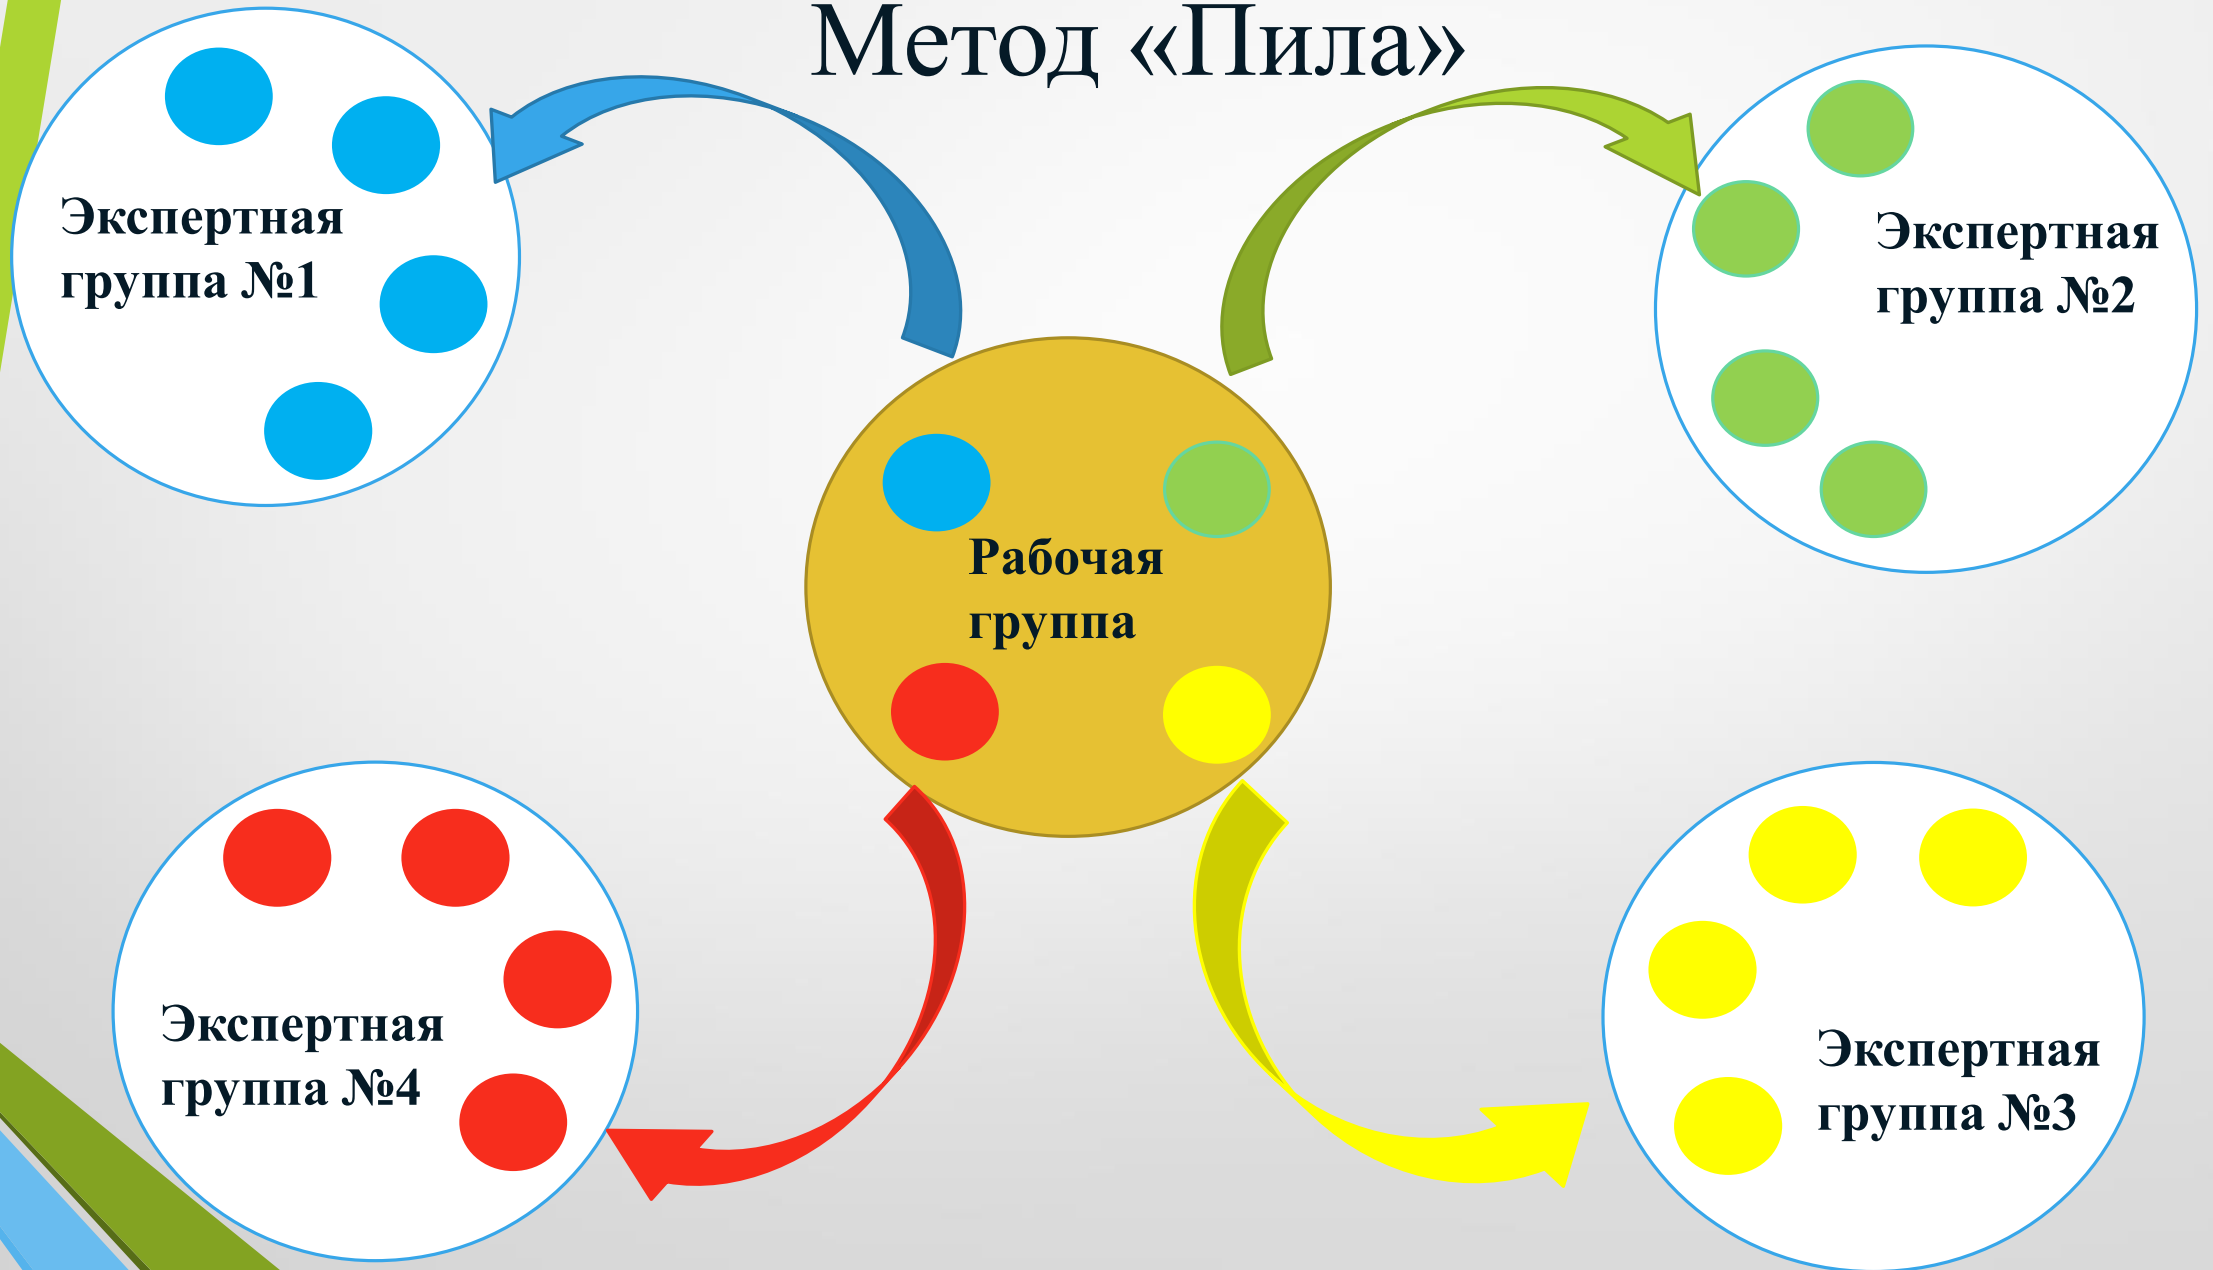 Метод «Пила»
Экспертная
группа №1
Экспертная
группа №2
Рабочая
группа
Экспертная
группа №4
Экспертная
группа №3